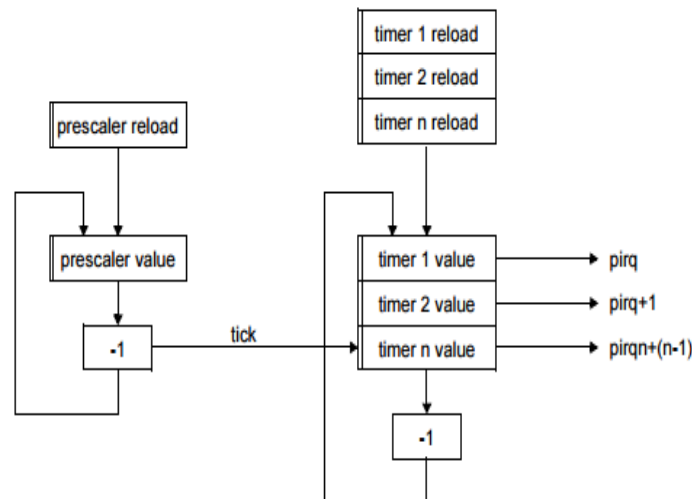 timer 1 reload
timer 2 reload
timer n reload
prescaler reload
prescaler value
-1
tick
timer 1 value
timer 2 value
timer n value
pirq
pirq+1
pirqn+(n-1)
-1